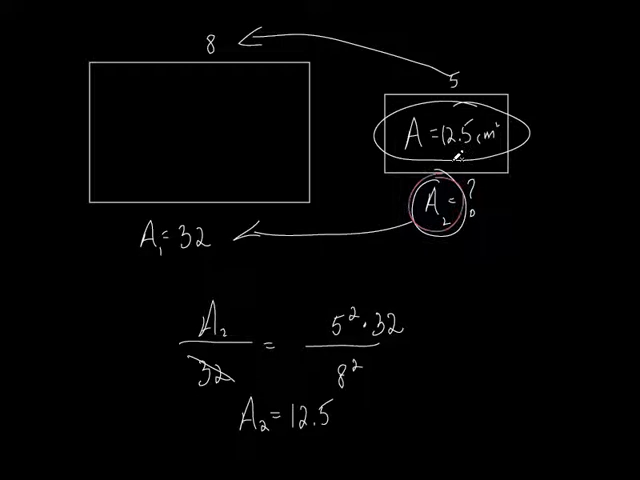 8
5
A = 12.5 cm²
A₂ = ?
A₁ = 32
A₂/32 = 5²·32/8²
A₂ = 12.5